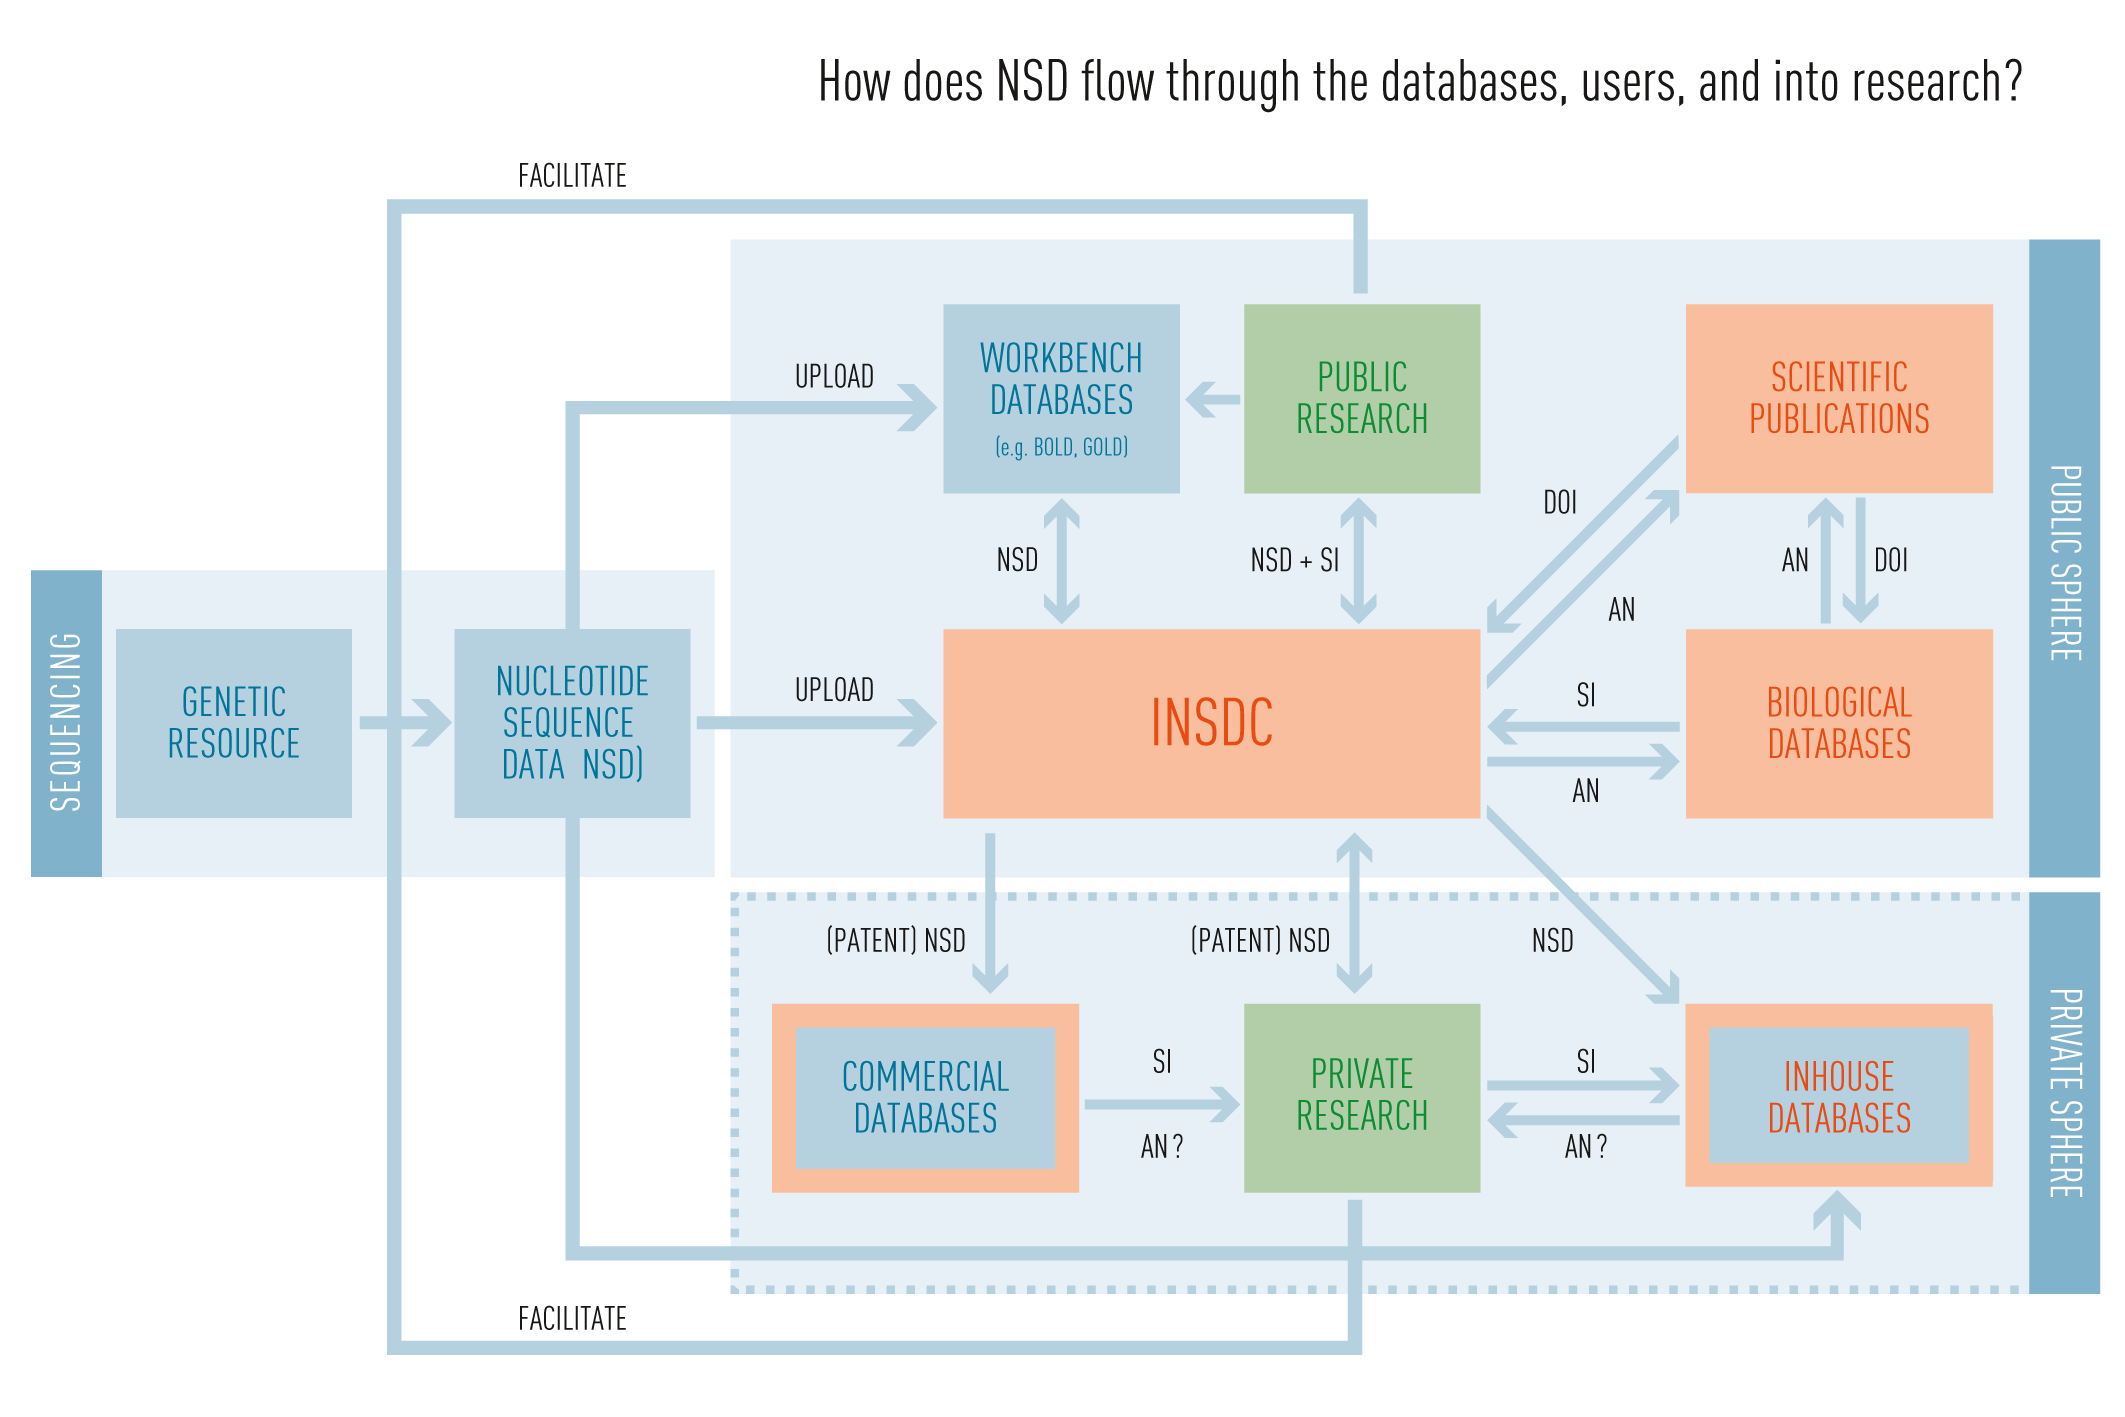 How does NSD flow through the databases, users, and into research?
FACILITATE
UPLOAD
WORKBENCH
DATABASES
(e.g. BOLD, GOLD)
PUBLIC
RESEARCH
SCIENTIFIC
PUBLICATIONS
DOI
NSD
NSD + SI
AN
AN
DOI
PUBLIC SPHERE
SEQUENCING
GENETIC
RESOURCE
NUCLEOTIDE
SEQUENCE
DATA NSD)
UPLOAD
INSDC
SI
AN
BIOLOGICAL
DATABASES
(PATENT) NSD
(PATENT) NSD
NSD
COMMERCIAL
DATABASES
SI
AN ?
PRIVATE
RESEARCH
SI
AN ?
INHOUSE
DATABASES
PRIVATE SPHERE
FACILITATE